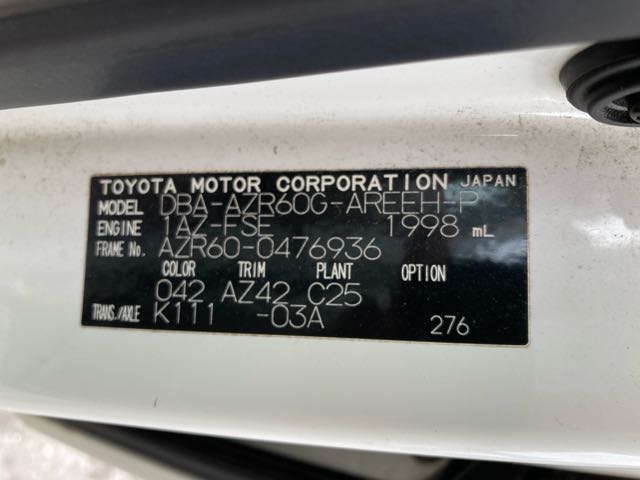 TOYOTA MOTOR CORPORATION JAPAN
MODEL DBA-AZR60G-AREEH-P
ENGINE 1AZ-FSE 1998 mL
FRAME No. AZR60-0476936
COLOR TRIM PLANT OPTION
042 AZ42 C25
TRANS./AXLE K111 -03A 276